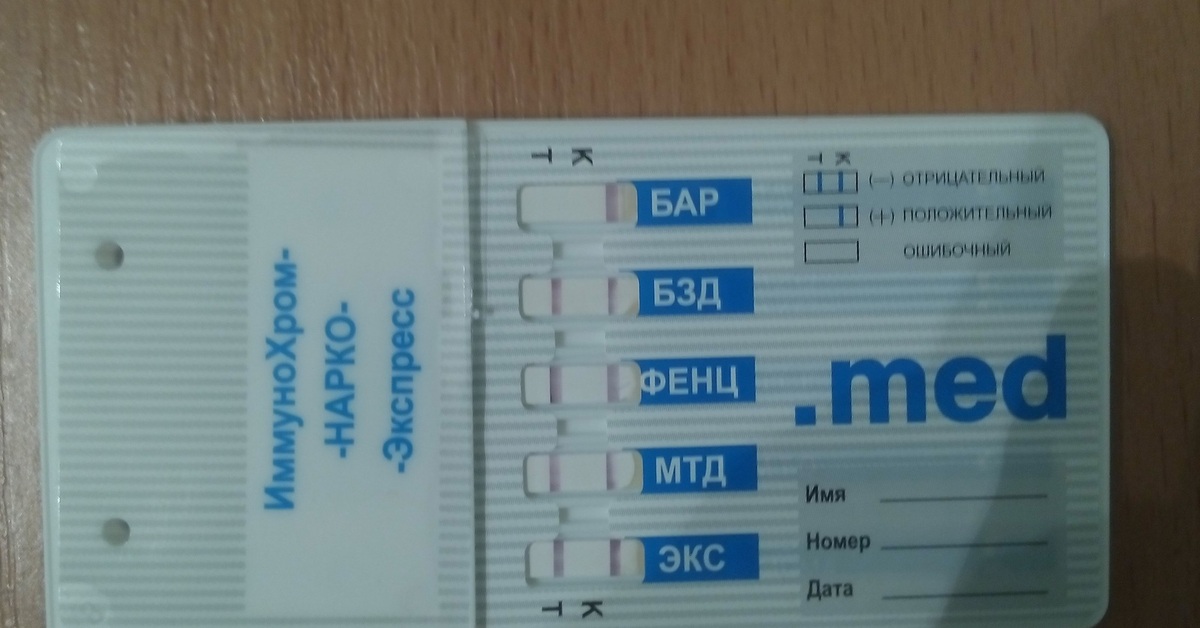 ИммуноХром-
-НАРКО-
-Экспресс
Т К
БАР
БЗД
ФЕНЦ
МТД
ЭКС
Т К
Т К
(−) ОТРИЦАТЕЛЬНЫЙ
(+) ПОЛОЖИТЕЛЬНЫЙ
ОШИБОЧНЫЙ
.med
Имя
Номер
Дата